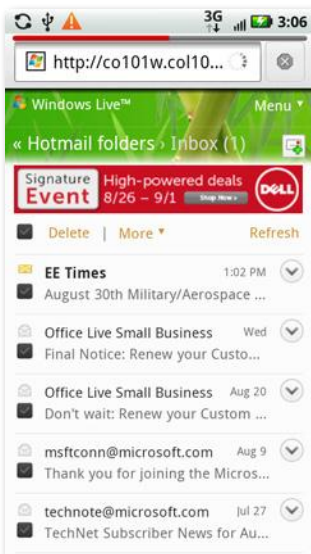 3G 3:06
http://co101w.col10...
Windows Live™ Menu
« Hotmail folders › Inbox (1)
Signature Event High-powered deals 8/26 – 9/1 Shop Now DELL
Delete | More Refresh
EE Times 1:02 PM
August 30th Military/Aerospace ...
Office Live Small Business Wed
Final Notice: Renew your Custo...
Office Live Small Business Aug 20
Don't wait: Renew your Custom ...
msftconn@microsoft.com Aug 9
Thank you for joining the Micros...
technote@microsoft.com Jul 27
TechNet Subscriber News for Au...